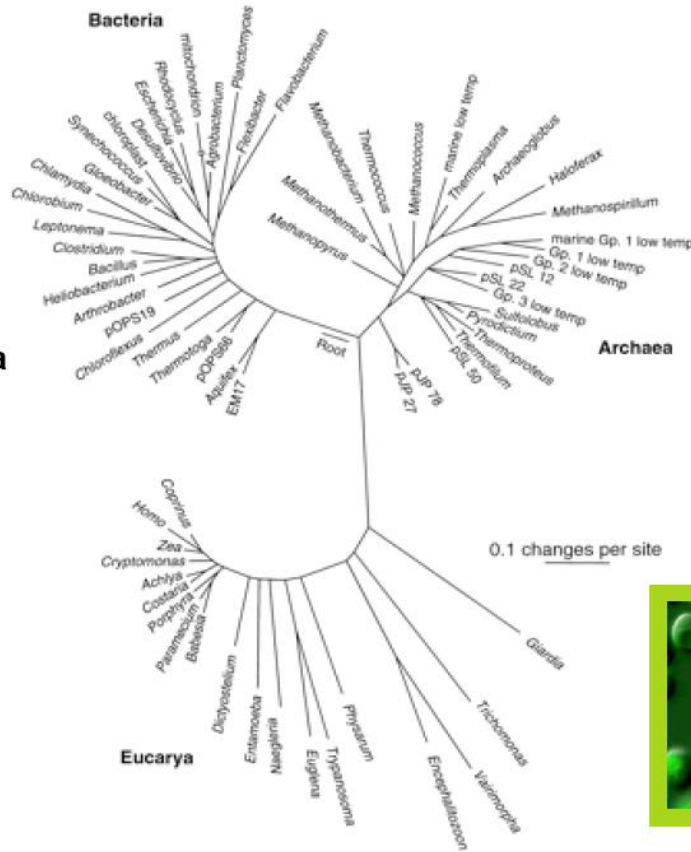 Bacteria
Planctomyces
Flavobacterium
mitochondrion
Rhodocyclus
Escherichia
Desulfovibrio
Agrobacterium
Flexibacter
chloroplast
Synechococcus
Gloeobacter
Chlamydia
Chlorobium
Leptonema
Clostridium
Bacillus
Heliobacterium
Arthrobacter
pOPS19
Chloroflexus
Thermus
Thermotoga
pOPS66
Aquifex
EM17
Root
a
Methanobacterium
Thermococcus
Methanococcus
marine low temp
Thermoplasma
Archaeoglobus
Haloferax
Methanospirillum
Methanothermus
Methanopyrus
marine Gp. 1 low temp
Gp. 1 low temp
Gp. 2 low temp
pSL 12
pSL 22
Gp. 3 low temp
Sulfolobus
Pyrodictium
Thermoproteus
Thermofilum
pSL 50
pJP 78
pJP 27
Archaea
Coprinus
Homo
Zea
Cryptomonas
Achlya
Costaria
Porphyra
Paramecium
Babesia
Dictyostelium
Entamoeba
Naegleria
Euglena
Trypanosoma
Physarum
Encephalitozoon
Vairimorpha
Trichomonas
Giardia
0.1 changes per site
Eucarya